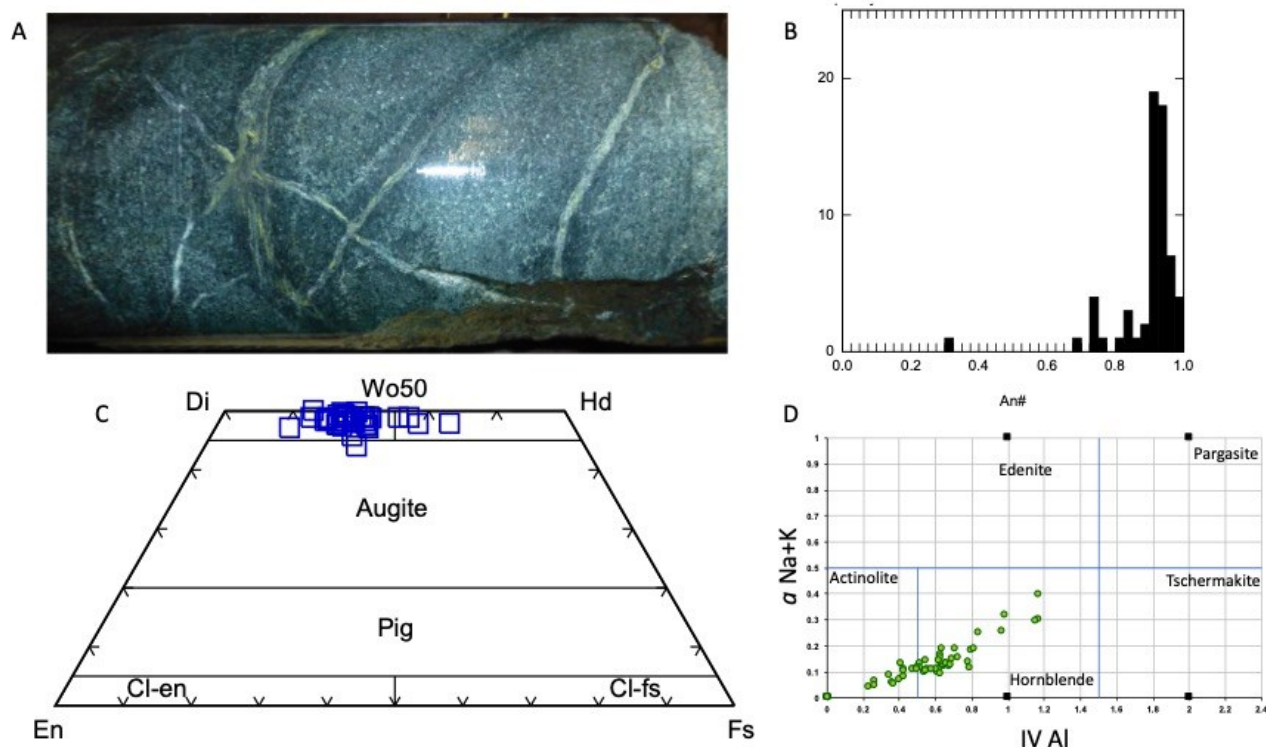 A
B
20
10
0
0.0 0.2 0.4 0.6 0.8 1.0
An#
C
Di
Wo50
Hd
Augite
Pig
Cl-en
Cl-fs
En
Fs
D
1
0.9
0.8
0.7
0.6
0.5
0.4
0.3
0.2
0.1
0
a Na+K
Edenite
Pargasite
Actinolite
Tschermakite
Hornblende
0 0.2 0.4 0.6 0.8 1 1.2 1.4 1.6 1.8 2 2.2 2.4
IV Al